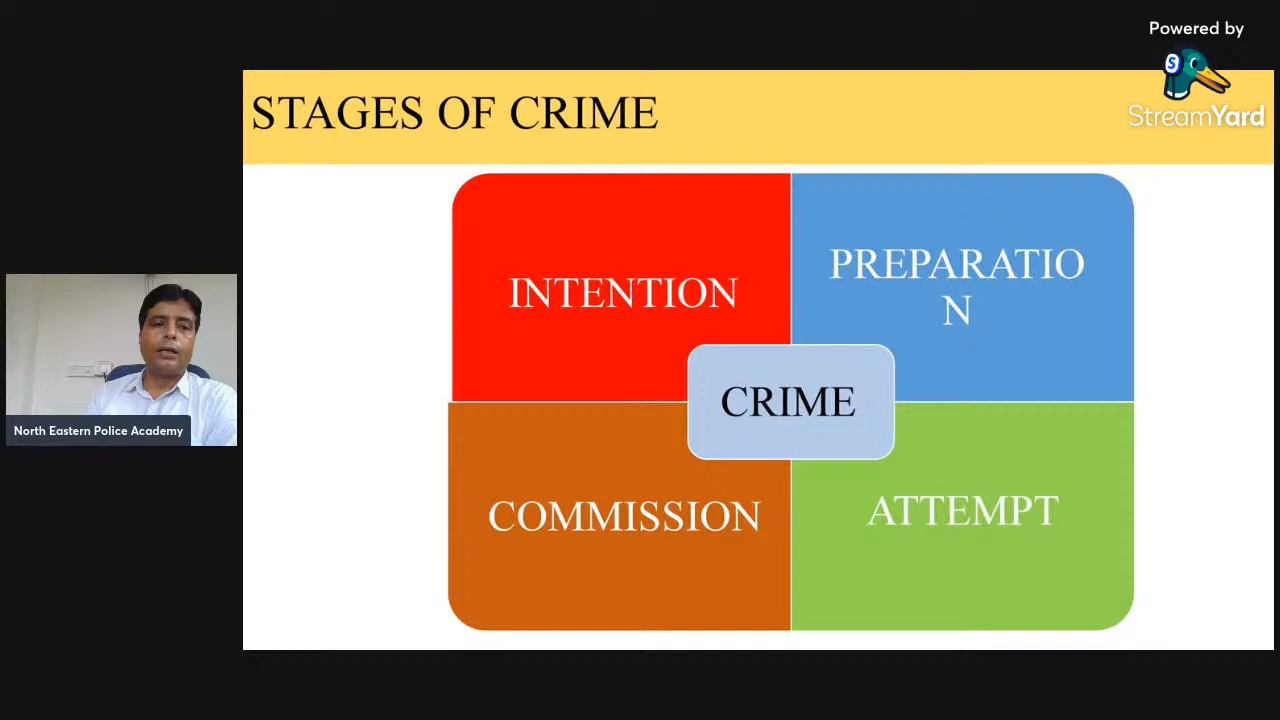 Powered by
S
StreamYard
STAGES OF CRIME
INTENTION
PREPARATIO
N
CRIME
COMMISSION
ATTEMPT
North Eastern Police Academy